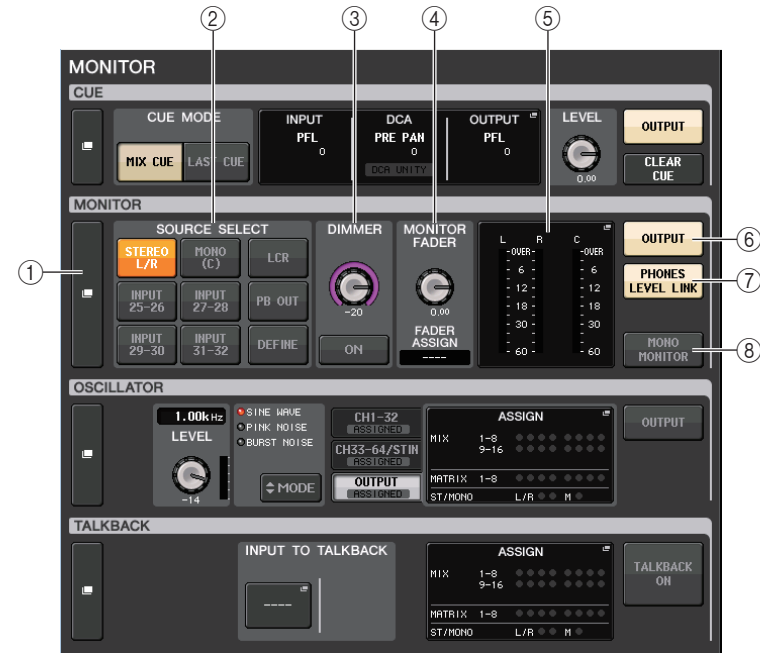 ② ③ ④ ⑤
MONITOR
CUE
CUE MODE
MIX CUE
LAST CUE
INPUT
PFL
0
DCA
PRE PAN
0
DCA UNITY
OUTPUT
PFL
0
LEVEL
0.00
OUTPUT
CLEAR
CUE
MONITOR
①
SOURCE SELECT
STEREO
L/R
MONO
(C)
LCR
INPUT
25-26
INPUT
27-28
PB OUT
INPUT
29-30
INPUT
31-32
DEFINE
DIMMER
-20
ON
MONITOR
FADER
0.00
FADER
ASSIGN
----
L R C
-OVER- -OVER
- 6 - - 6
- 12 - - 12
- 18 - - 18
- 30 - - 30
- 60 - - 60
OUTPUT
⑥
PHONES
LEVEL LINK
⑦
MONO
MONITOR
⑧
OSCILLATOR
1.00kHz
LEVEL
-14
SINE WAVE
PINK NOISE
BURST NOISE
MODE
CH1-32
ASSIGNED
CH33-64/STIN
ASSIGNED
OUTPUT
ASSIGNED
ASSIGN
MIX 1-8
9-16
MATRIX 1-8
ST/MONO L/R M
OUTPUT
TALKBACK
INPUT TO TALKBACK
----
ASSIGN
MIX 1-8
9-16
MATRIX 1-8
ST/MONO L/R M
TALKBACK
ON